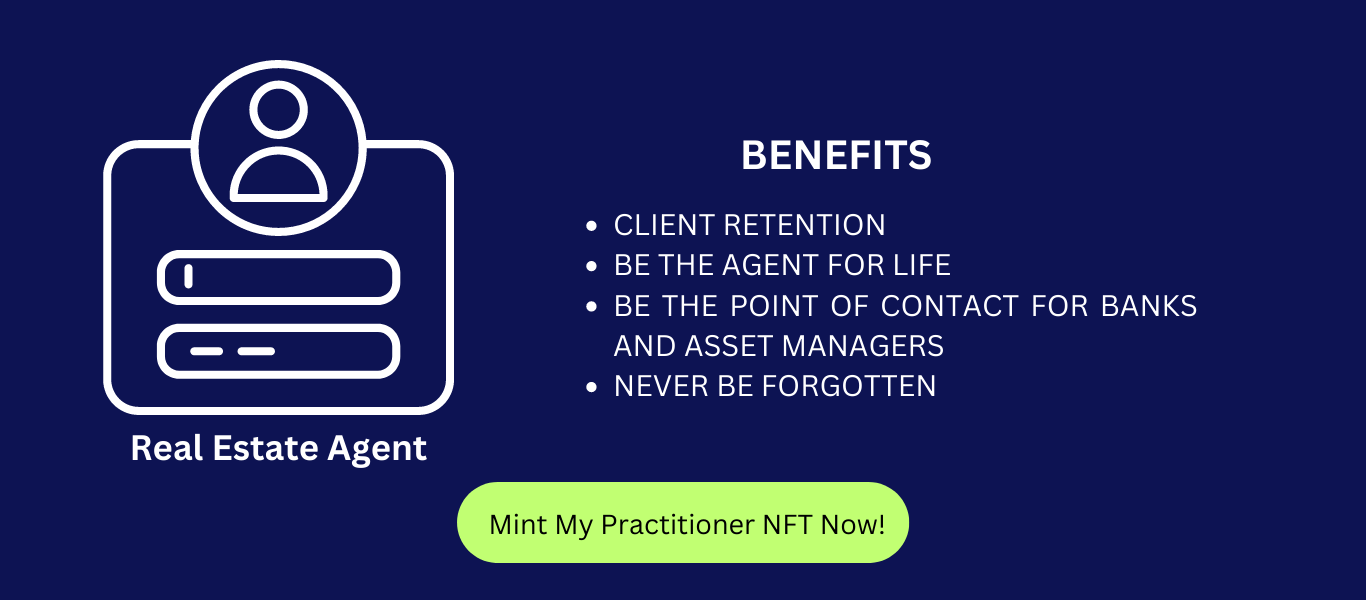 BENEFITS
CLIENT RETENTION
BE THE AGENT FOR LIFE
BE THE POINT OF CONTACT FOR BANKS
AND ASSET MANAGERS
NEVER BE FORGOTTEN
Real Estate Agent
Mint My Practitioner NFT Now!